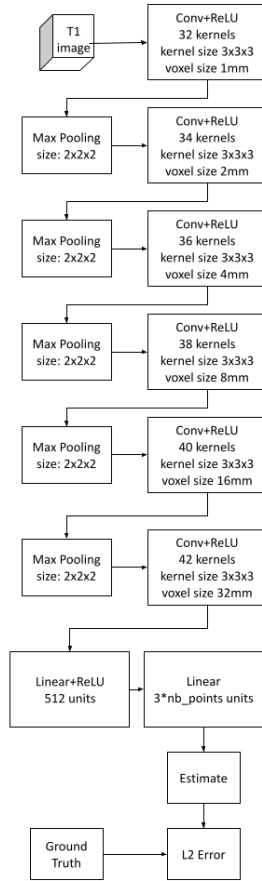 T1
image
Conv+ReLU
32 kernels
kernel size 3x3x3
voxel size 1mm
Max Pooling
size: 2x2x2
Conv+ReLU
34 kernels
kernel size 3x3x3
voxel size 2mm
Max Pooling
size: 2x2x2
Conv+ReLU
36 kernels
kernel size 3x3x3
voxel size 4mm
Max Pooling
size: 2x2x2
Conv+ReLU
38 kernels
kernel size 3x3x3
voxel size 8mm
Max Pooling
size: 2x2x2
Conv+ReLU
40 kernels
kernel size 3x3x3
voxel size 16mm
Max Pooling
size: 2x2x2
Conv+ReLU
42 kernels
kernel size 3x3x3
voxel size 32mm
Linear+ReLU
512 units
Linear
3*nb_points units
Estimate
Ground
Truth
L2 Error